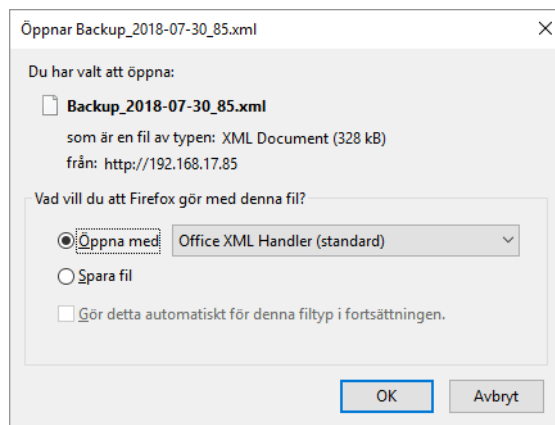 Öppnar Backup_2018-07-30_85.xml
Du har valt att öppna:
Backup_2018-07-30_85.xml
som är en fil av typen: XML Document (328 kB)
från: http://192.168.17.85
Vad vill du att Firefox gör med denna fil?
Öppna med Office XML Handler (standard)
Spara fil
Gör detta automatiskt för denna filtyp i fortsättningen.
OK Avbryt